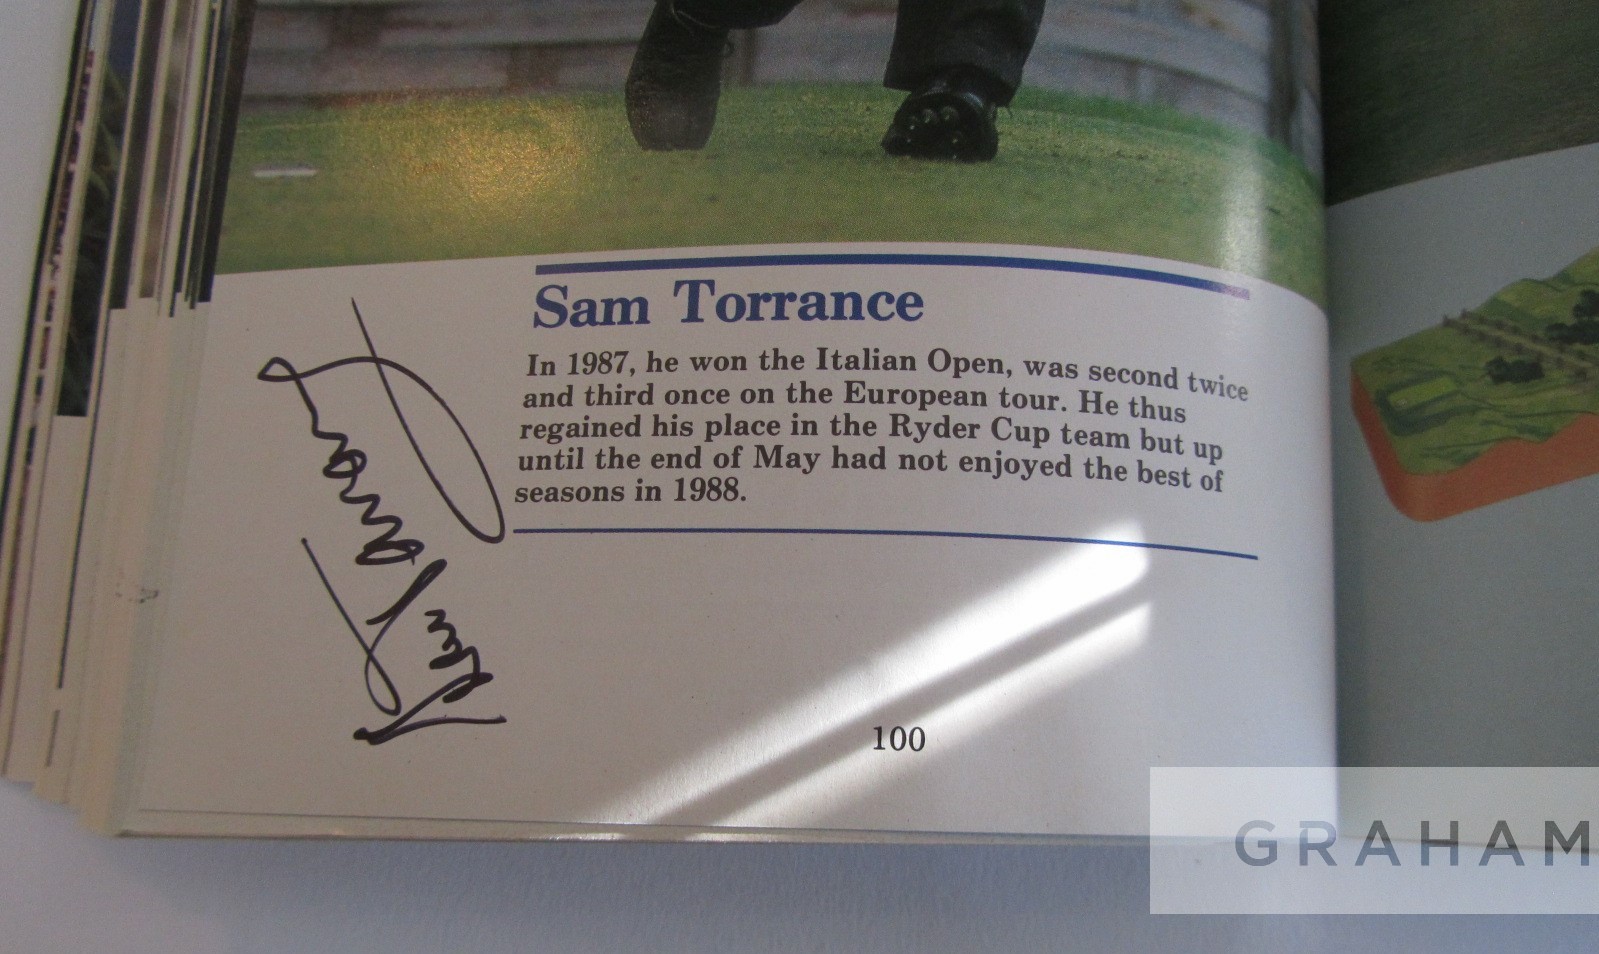 Sam Torrance
In 1987, he won the Italian Open, was second twice
and third once on the European tour. He thus
regained his place in the Ryder Cup team but up
until the end of May had not enjoyed the best of
seasons in 1988.
Sam Torrance
100
GRAHAM